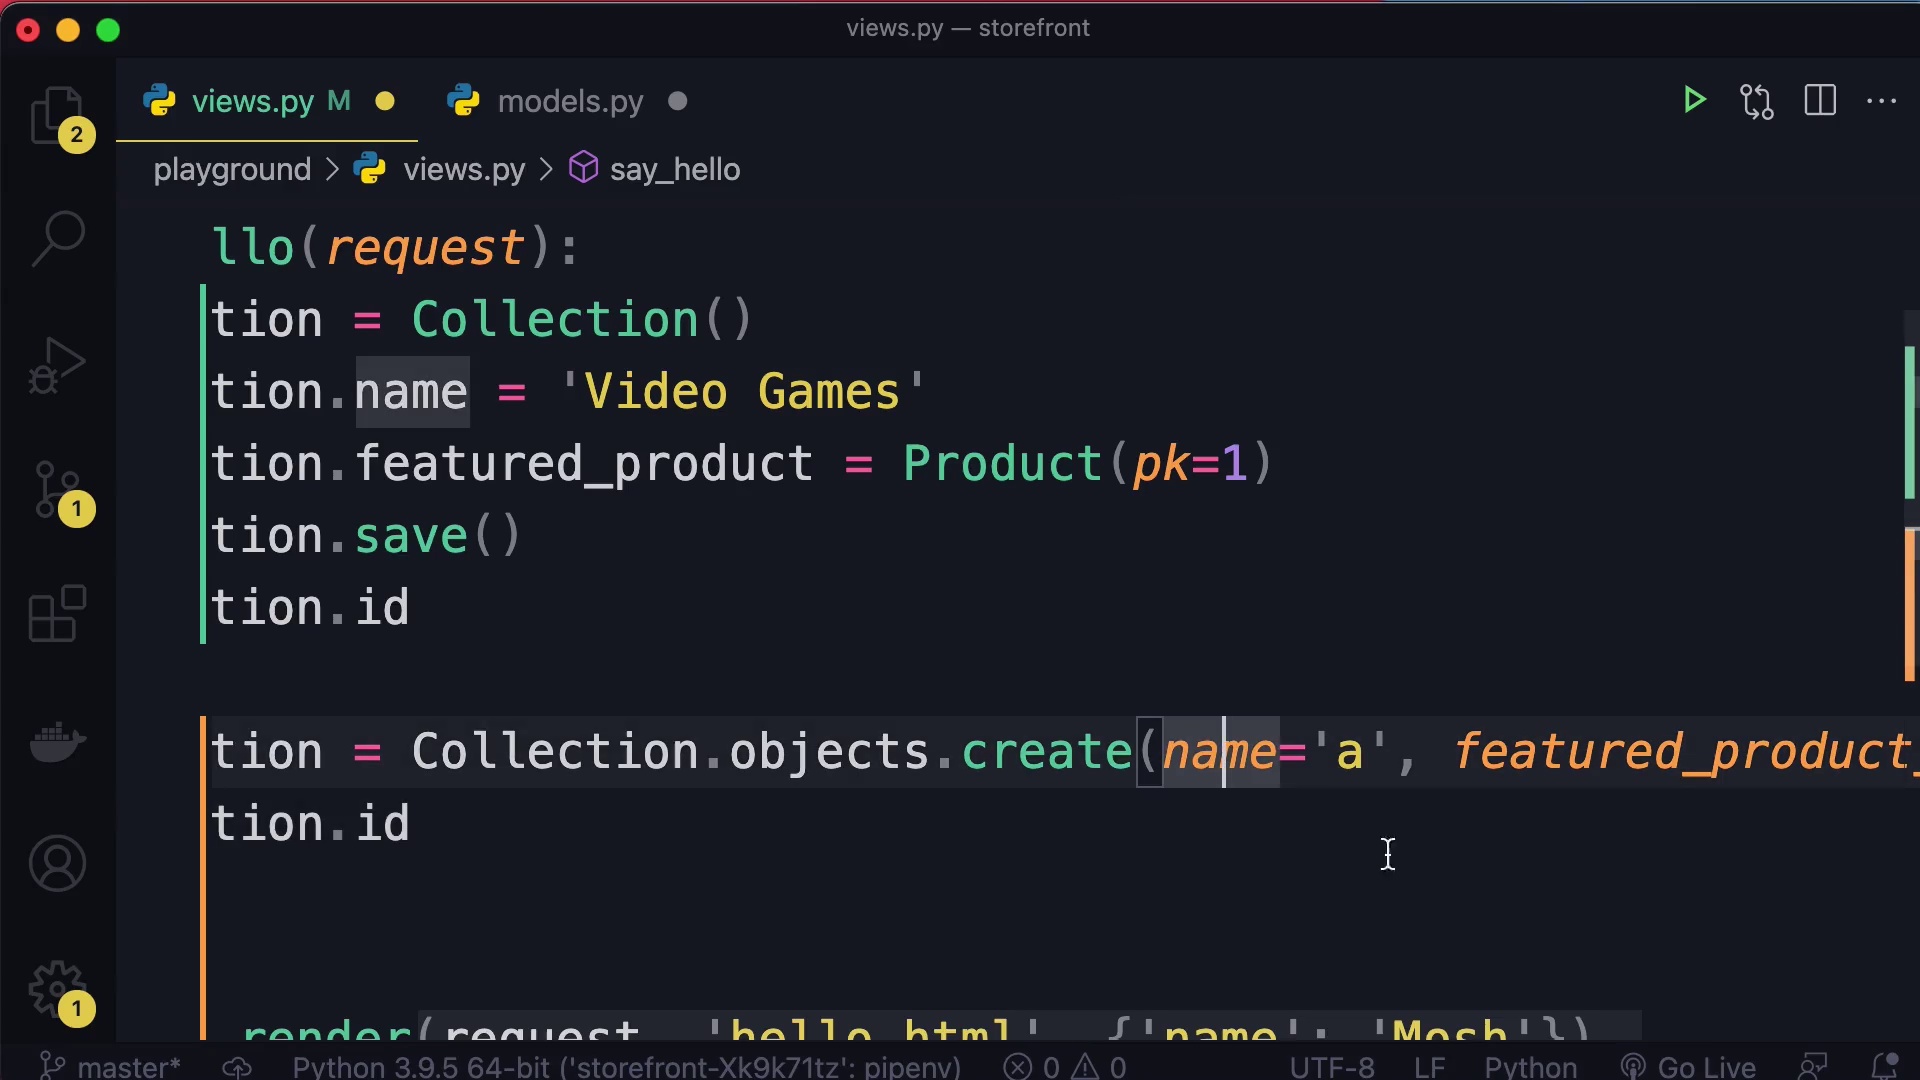 views.py — storefront
views.py M models.py
playground > views.py > say_hello
llo(request):
tion = Collection()
tion.name = 'Video Games'
tion.featured_product = Product(pk=1)
tion.save()
tion.id
tion = Collection.objects.create(name='a', featured_product_
tion.id
render(request, 'hello.html', {'name': 'Mosh'})
2
1
1
master* Python 3.9.5 64-bit ('storefront-Xk9k71tz': pipenv) 0 0 UTF-8 LF Python Go Live